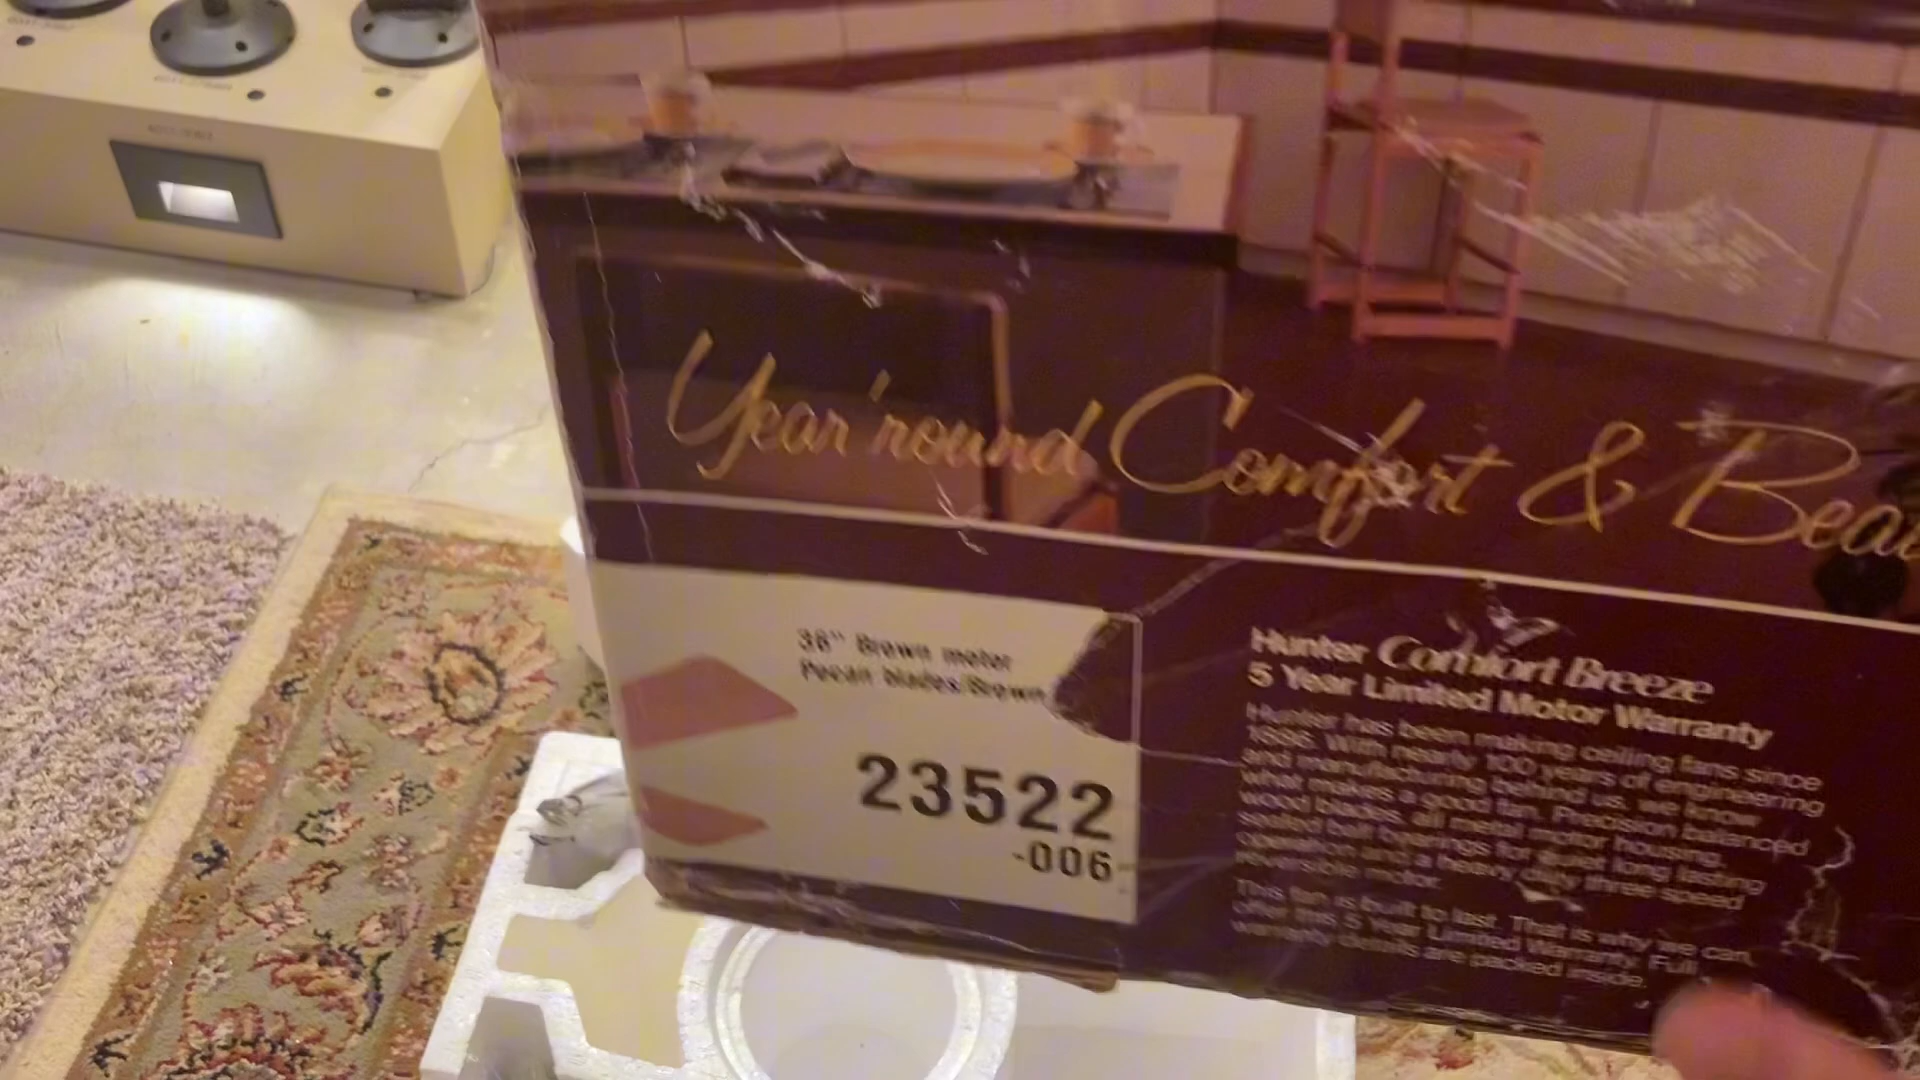 Year 'round Comfort & Beau
36" Brown motor
Pecan blades/Brown
23522
-006
Hunter Comfort Breeze
5 Year Limited Motor Warranty
Hunter has been making ceiling fans since
1886. With nearly 100 years of engineering
and manufacturing behind us, we know
what makes a good fan. Precision balanced
wood blades, all metal motor housing,
sealed ball bearings for quiet long lasting
operation and a heavy duty three speed
reversible motor.
This fan is built to last. That is why we can
offer this 5 Year Limited Warranty. Full
warranty details are packed inside.